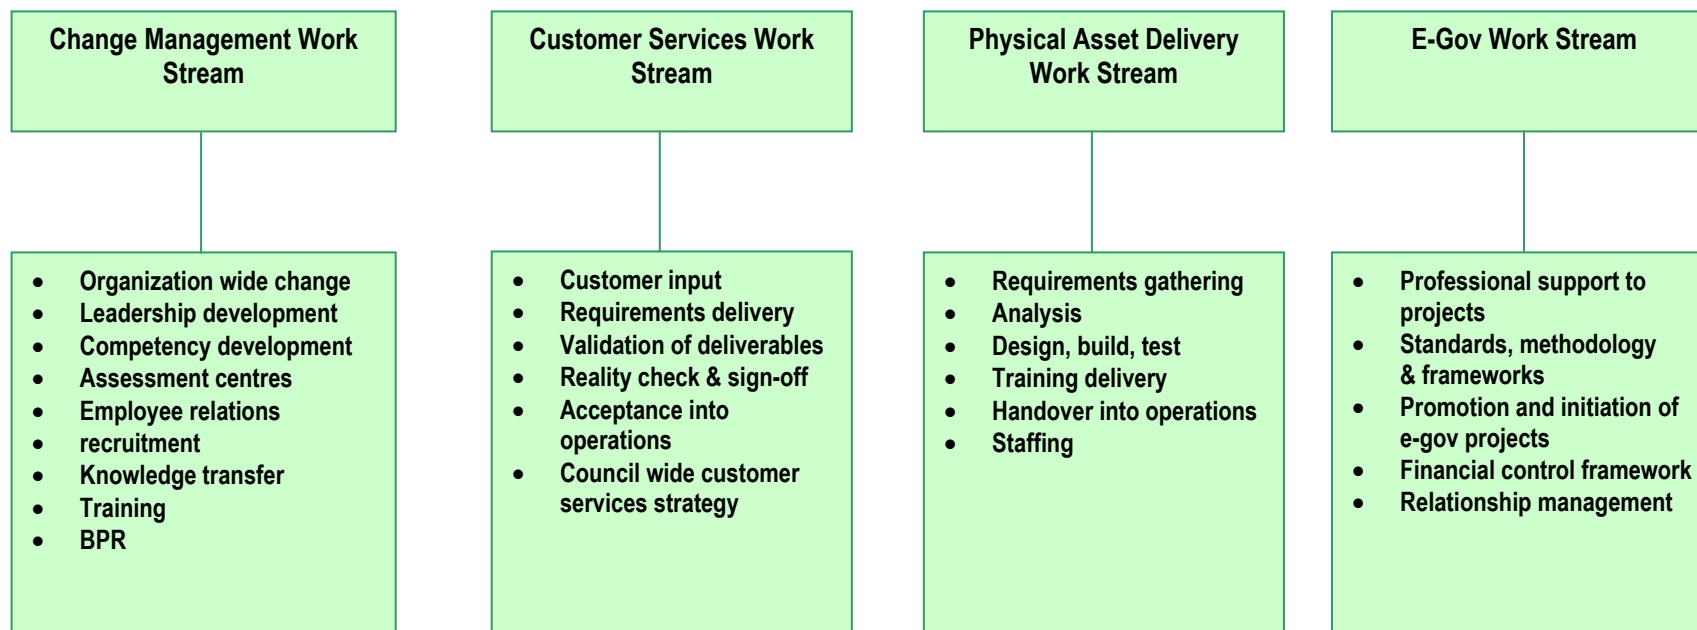 Change Management Work
Stream
Customer Services Work
Stream
Physical Asset Delivery
Work Stream
E-Gov Work Stream
• Organization wide change
• Leadership development
• Competency development
• Assessment centres
• Employee relations
• recruitment
• Knowledge transfer
• Training
• BPR
• Customer input
• Requirements delivery
• Validation of deliverables
• Reality check & sign-off
• Acceptance into
operations
• Council wide customer
services strategy
• Requirements gathering
• Analysis
• Design, build, test
• Training delivery
• Handover into operations
• Staffing
• Professional support to
projects
• Standards, methodology
& frameworks
• Promotion and initiation of
e-gov projects
• Financial control framework
• Relationship management